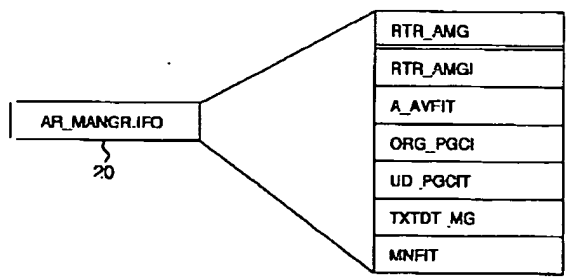 AR_MANGR.IFO
20
RTR_AMG
RTR_AMGI
A_AVFIT
ORG_PGCI
UD_PGCIT
TXTDT_MG
MNFIT